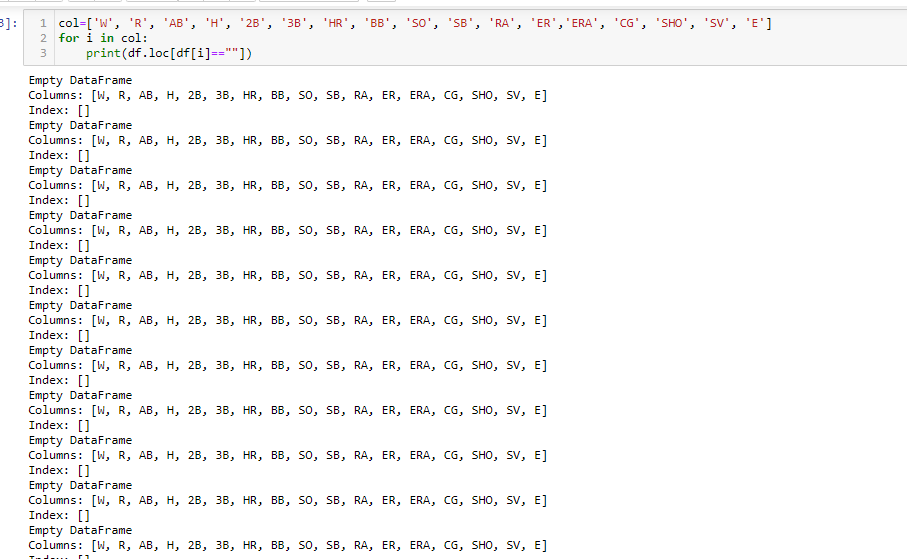 3]:
1 col=['W', 'R', 'AB', 'H', '2B', '3B', 'HR', 'BB', 'SO', 'SB', 'RA', 'ER','ERA', 'CG', 'SHO', 'SV', 'E']
2 for i in col:
3 print(df.loc[df[i]==""])
Empty DataFrame
Columns: [W, R, AB, H, 2B, 3B, HR, BB, SO, SB, RA, ER, ERA, CG, SHO, SV, E]
Index: []
Empty DataFrame
Columns: [W, R, AB, H, 2B, 3B, HR, BB, SO, SB, RA, ER, ERA, CG, SHO, SV, E]
Index: []
Empty DataFrame
Columns: [W, R, AB, H, 2B, 3B, HR, BB, SO, SB, RA, ER, ERA, CG, SHO, SV, E]
Index: []
Empty DataFrame
Columns: [W, R, AB, H, 2B, 3B, HR, BB, SO, SB, RA, ER, ERA, CG, SHO, SV, E]
Index: []
Empty DataFrame
Columns: [W, R, AB, H, 2B, 3B, HR, BB, SO, SB, RA, ER, ERA, CG, SHO, SV, E]
Index: []
Empty DataFrame
Columns: [W, R, AB, H, 2B, 3B, HR, BB, SO, SB, RA, ER, ERA, CG, SHO, SV, E]
Index: []
Empty DataFrame
Columns: [W, R, AB, H, 2B, 3B, HR, BB, SO, SB, RA, ER, ERA, CG, SHO, SV, E]
Index: []
Empty DataFrame
Columns: [W, R, AB, H, 2B, 3B, HR, BB, SO, SB, RA, ER, ERA, CG, SHO, SV, E]
Index: []
Empty DataFrame
Columns: [W, R, AB, H, 2B, 3B, HR, BB, SO, SB, RA, ER, ERA, CG, SHO, SV, E]
Index: []
Empty DataFrame
Columns: [W, R, AB, H, 2B, 3B, HR, BB, SO, SB, RA, ER, ERA, CG, SHO, SV, E]
Index: []
Empty DataFrame
Columns: [W, R, AB, H, 2B, 3B, HR, BB, SO, SB, RA, ER, ERA, CG, SHO, SV, E]